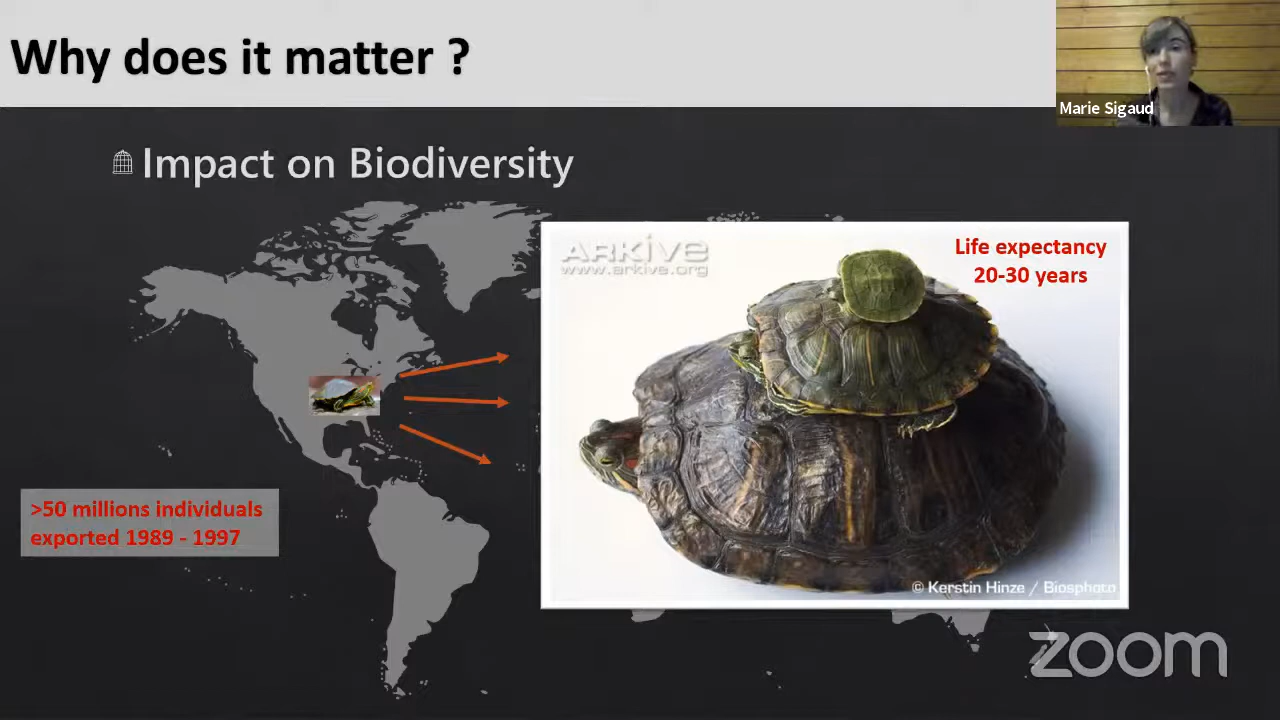 Why does it matter ?
Marie Sigaud
Impact on Biodiversity
ARKive
www.arkive.org
Life expectancy
20-30 years
>50 millions individuals
exported 1989 - 1997
© Kerstin Hinze / Biosphoto
zoom